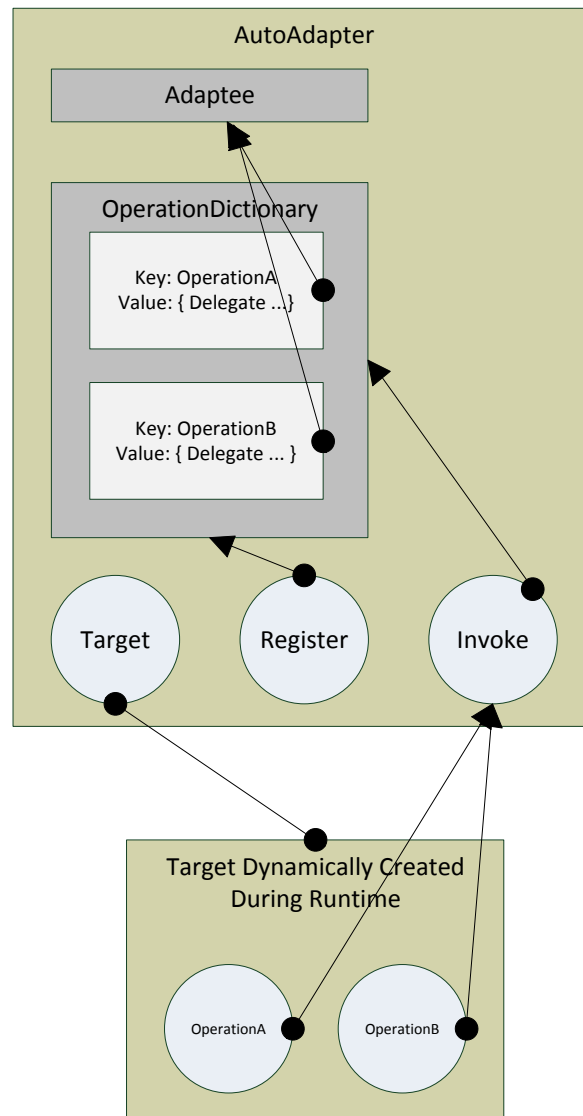 AutoAdapter
Adaptee
OperationDictionary
Key: OperationA
Value: { Delegate ...}
Key: OperationB
Value: { Delegate ... }
Target
Register
Invoke
Target Dynamically Created
During Runtime
OperationA
OperationB